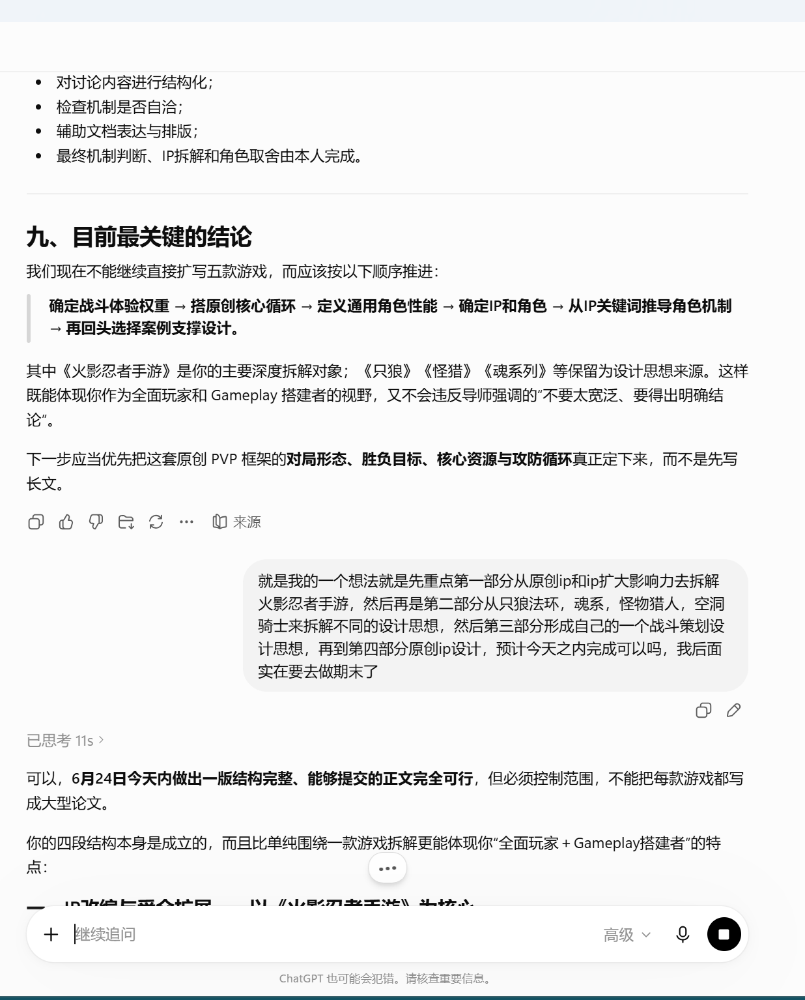 对讨论内容进行结构化；
检查机制是否自洽；
辅助文档表达与排版；
最终机制判断、IP拆解和角色取舍由本人完成。
九、目前最关键的结论
我们现在不能继续直接扩写五款游戏，而应该按以下顺序推进：
确定战斗体验权重 → 搭原创核心循环 → 定义通用角色性能 → 确定IP和角色 → 从IP关键词推导角色机制
→ 再回头选择案例支撑设计。
其中《火影忍者手游》是你的主要深度拆解对象；《只狼》《怪猎》《魂系列》等保留为设计思想来源。这样
既能体现你作为全面玩家和 Gameplay 搭建者的视野，又不会违反导师强调的“不要太宽泛、要得出明确结
论”。
下一步应当优先把这套原创 PVP 框架的对局形态、胜负目标、核心资源与攻防循环真正定下来，而不是先写
长文。
来源
就是我的一个想法就是先重点第一部分从原创ip和ip扩大影响力去拆解
火影忍者手游，然后再是第二部分从只狼法环，魂系，怪物猎人，空洞
骑士来拆解不同的设计思想，然后第三部分形成自己的一个战斗策划设
计思想，再到第四部分原创ip设计，预计今天之内完成可以吗，我后面
实在要去做期末了
已思考 11s
可以，6月24日今天内做出一版结构完整、能够提交的正文完全可行，但必须控制范围，不能把每款游戏都写
成大型论文。
你的四段结构本身是成立的，而且比单纯围绕一款游戏拆解更能体现你“全面玩家 + Gameplay搭建者”的特
点：
一、IP改编与受众扩展——以《火影忍者手游》为核心
继续追问
高级
ChatGPT 也可能会犯错。请核查重要信息。